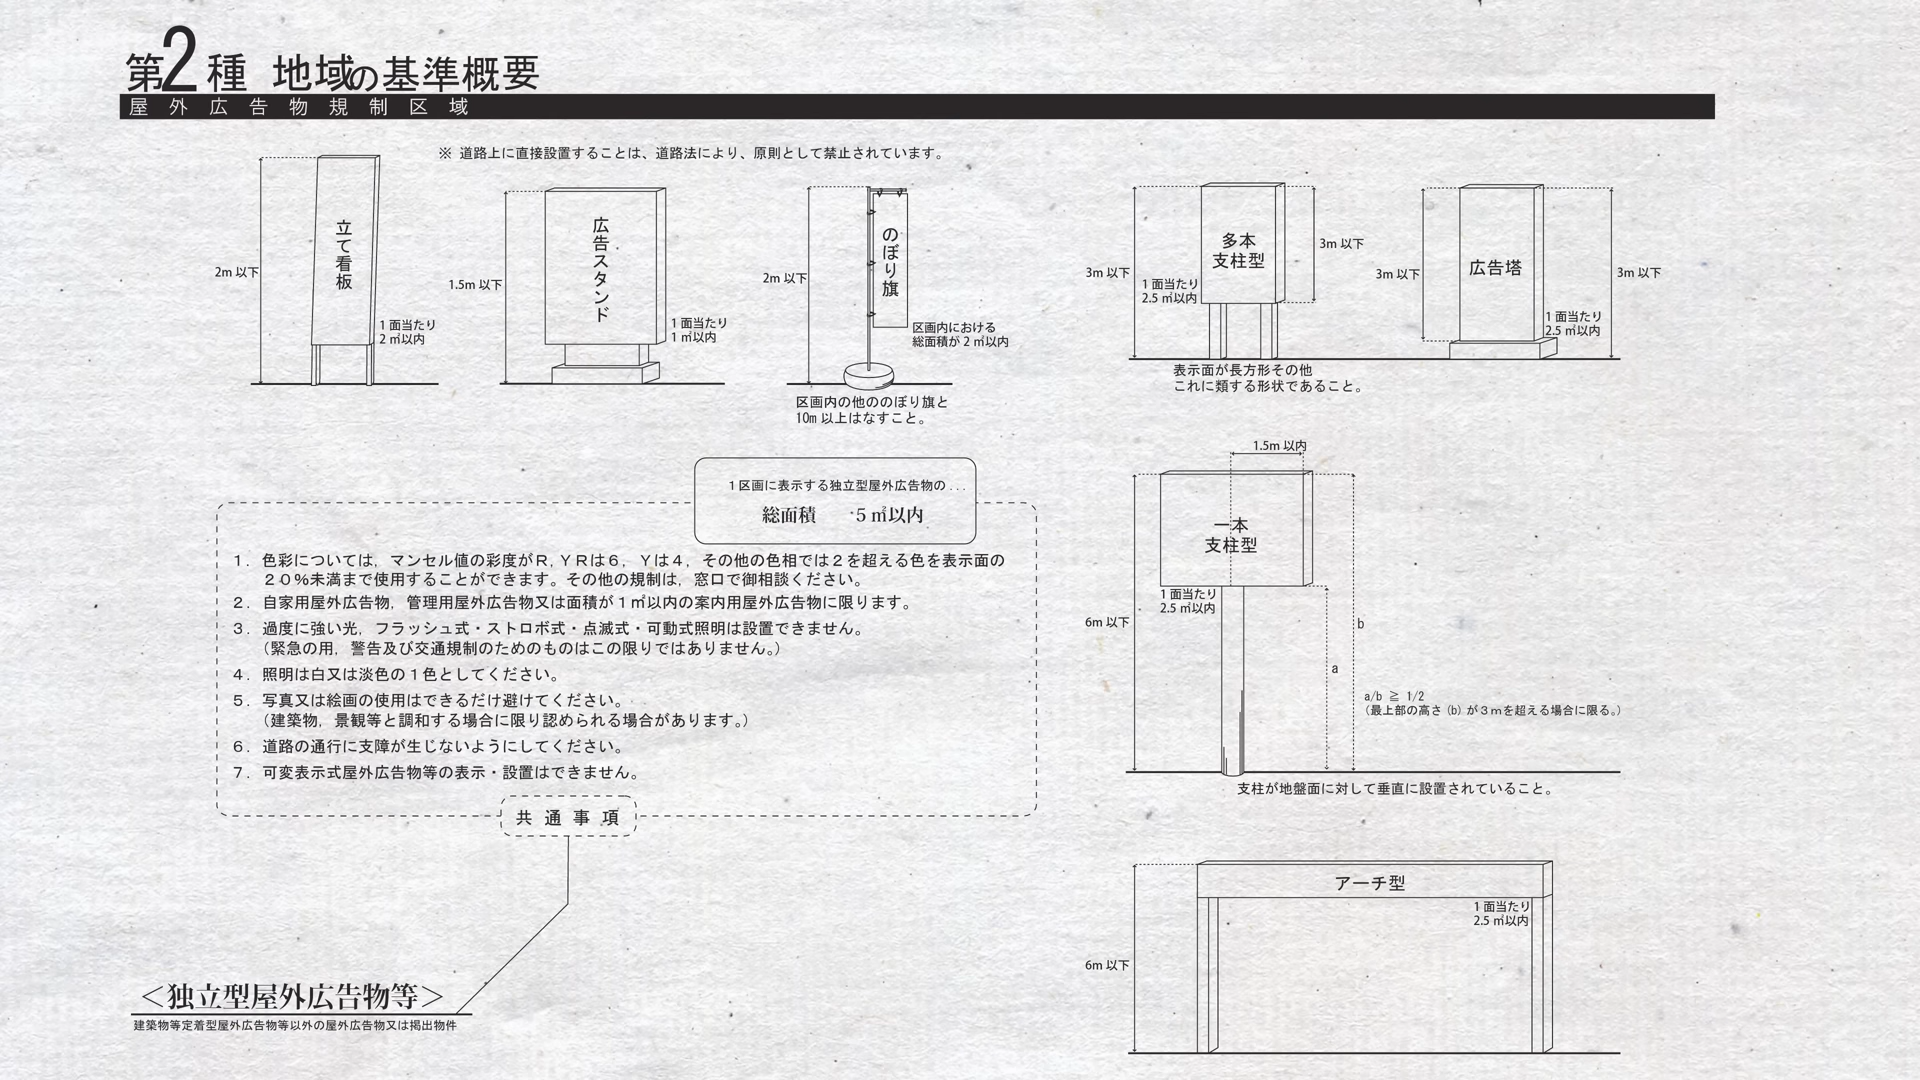 第2種 地域の基準概要
屋外広告物規制区域
※ 道路上に直接設置することは、道路法により、原則として禁止されています。
立て看板
2m 以下
1 面当たり
2 ㎡以内
広告スタンド
1.5m 以下
1 面当たり
1 ㎡以内
のぼり旗
2m 以下
区画内における
総面積が 2 ㎡以内
区画内の他ののぼり旗と
10m 以上はなすこと。
多本
支柱型
3m 以下
3m 以下
1 面当たり
2.5 ㎡以内
表示面が長方形その他
これに類する形状であること。
広告塔
3m 以下
3m 以下
1 面当たり
2.5 ㎡以内
1区画に表示する独立型屋外広告物の...
総面積 5㎡以内
1．色彩については，マンセル値の彩度がＲ，ＹＲは６，Ｙは４，その他の色相では２を超える色を表示面の
２０％未満まで使用することができます。その他の規制は，窓口で御相談ください。
2．自家用屋外広告物，管理用屋外広告物又は面積が１㎡以内の案内用屋外広告物に限ります。
3．過度に強い光，フラッシュ式・ストロボ式・点滅式・可動式照明は設置できません。
（緊急の用，警告及び交通規制のためのものはこの限りではありません。）
4．照明は白又は淡色の１色としてください。
5．写真又は絵画の使用はできるだけ避けてください。
（建築物，景観等と調和する場合に限り認められる場合があります。）
6．道路の通行に支障が生じないようにしてください。
7．可変表示式屋外広告物等の表示・設置はできません。
共通事項
1.5m 以内
一本
支柱型
1 面当たり
2.5 ㎡以内
6m 以下
b
a
a/b ≧ 1/2
（最上部の高さ (b) が３ｍを超える場合に限る。）
支柱が地盤面に対して垂直に設置されていること。
アーチ型
1 面当たり
2.5 ㎡以内
6m 以下
＜独立型屋外広告物等＞
建築物等定着型屋外広告物等以外の屋外広告物又は掲出物件